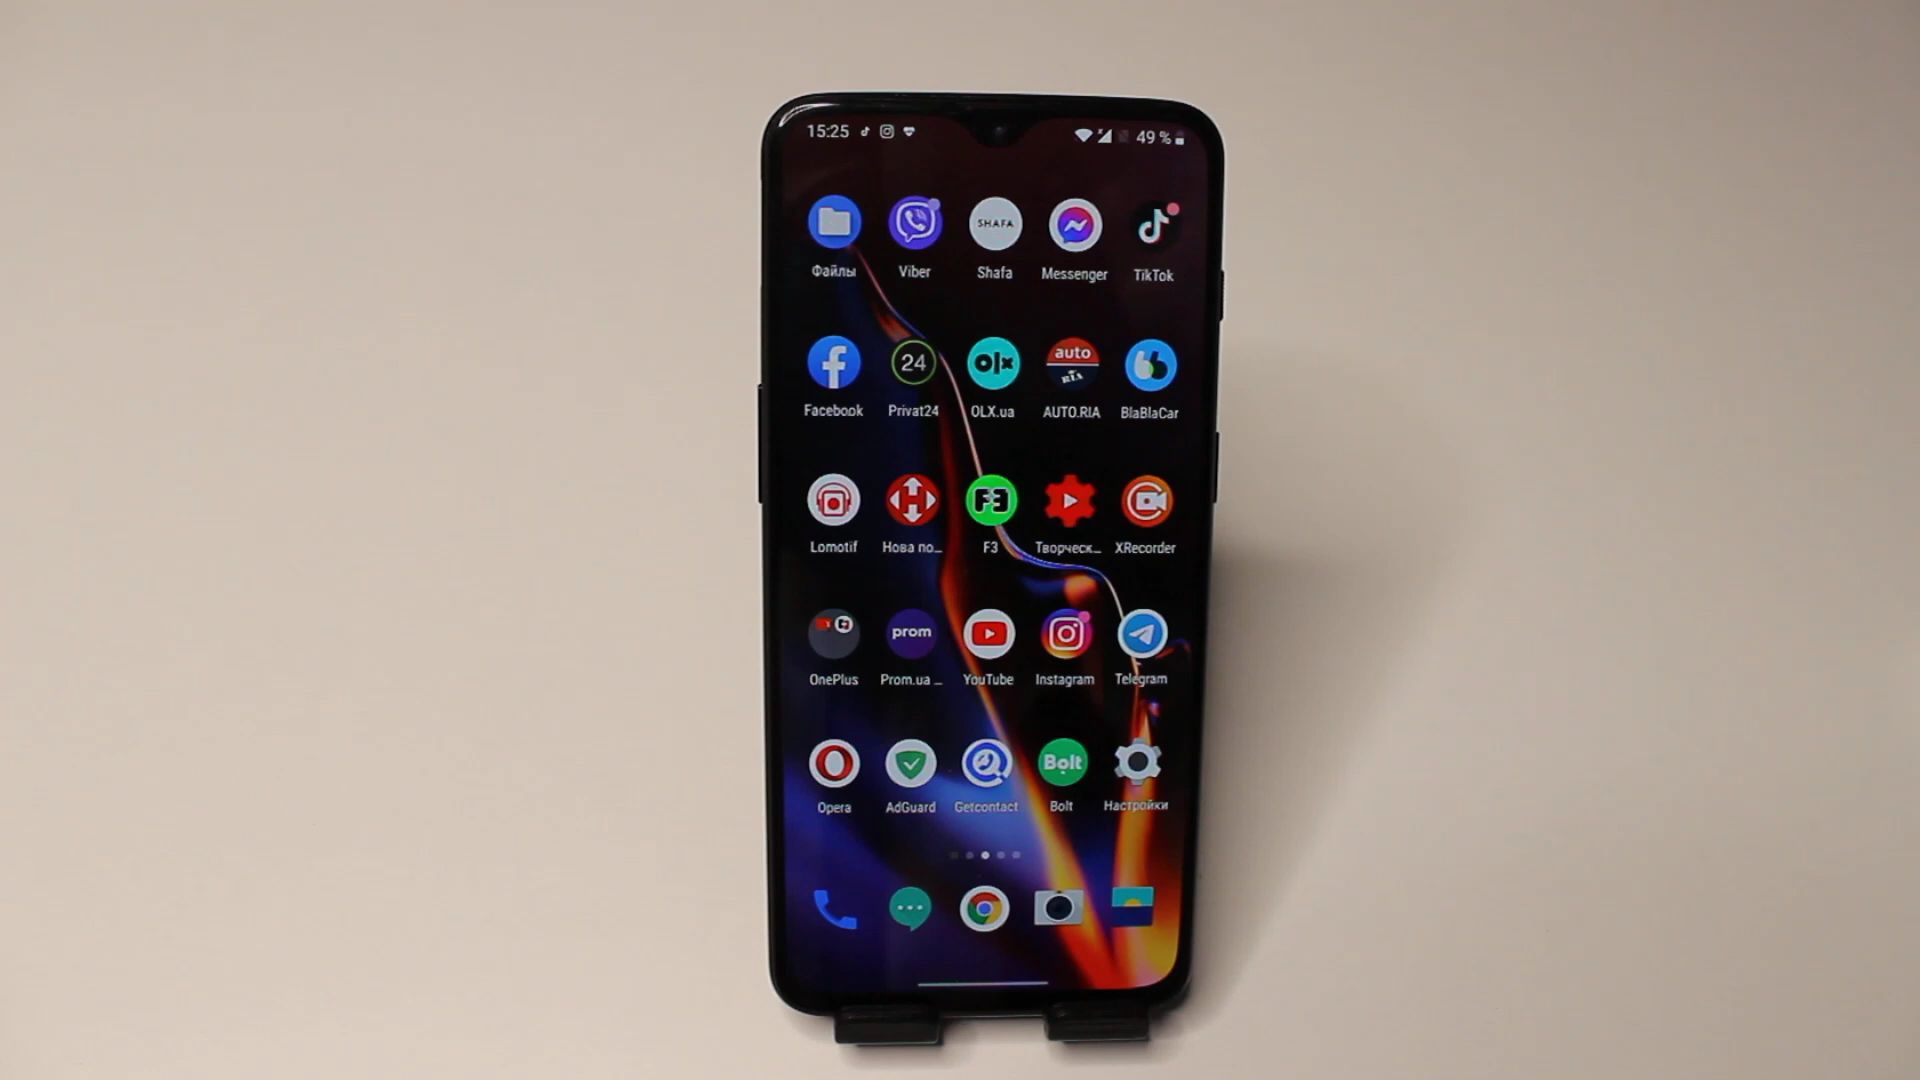 15:25 49 %
SHAFA
Файлы Viber Shafa Messenger TikTok
24 olx auto RIA
Facebook Privat24 OLX.ua AUTO.RIA BlaBlaCar
F3
Lomotif Нова по... F3 Творческ... XRecorder
prom
OnePlus Prom.ua ... YouTube Instagram Telegram
Bolt
Opera AdGuard Getcontact Bolt Настройки